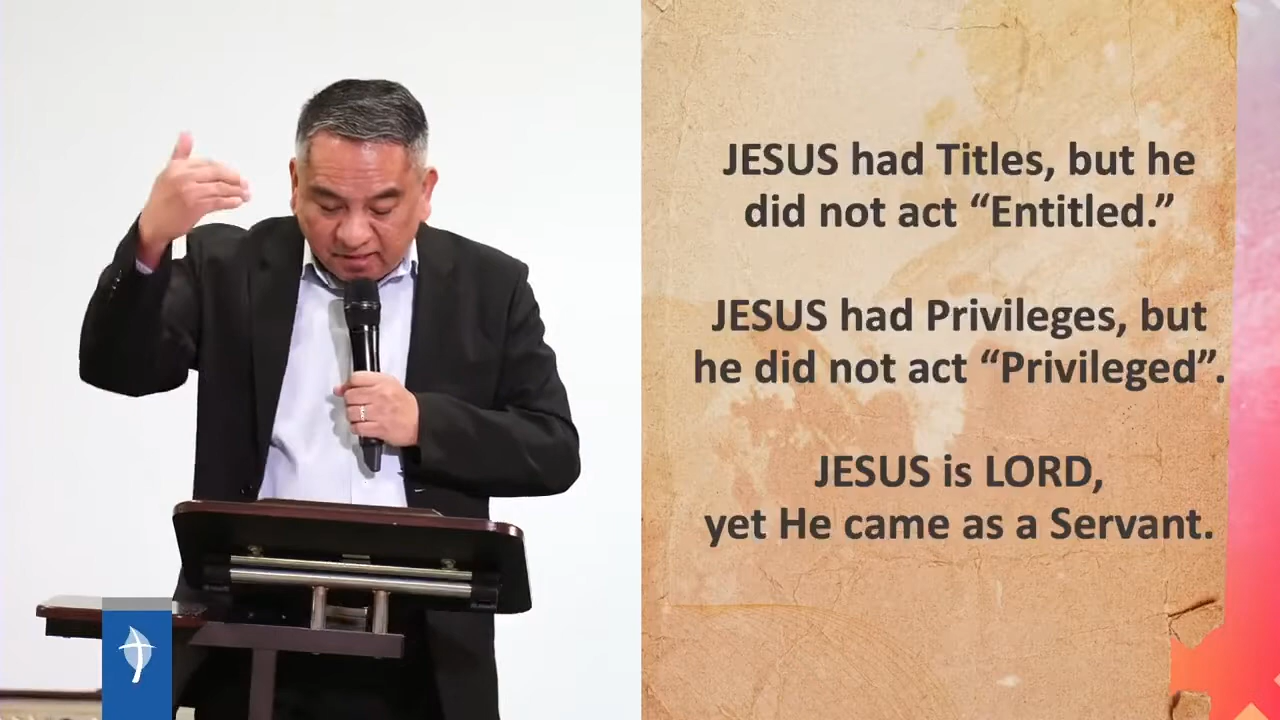 JESUS had Titles, but he
did not act “Entitled.”
JESUS had Privileges, but
he did not act “Privileged”.
JESUS is LORD,
yet He came as a Servant.